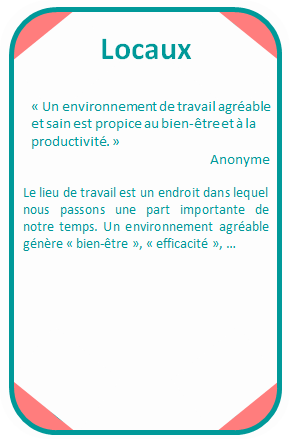 Locaux
« Un environnement de travail agréable
et sain est propice au bien-être et à la
productivité. »
Anonyme
Le lieu de travail est un endroit dans lequel
nous passons une part importante de
notre temps. Un environnement agréable
génère « bien-être », « efficacité », …